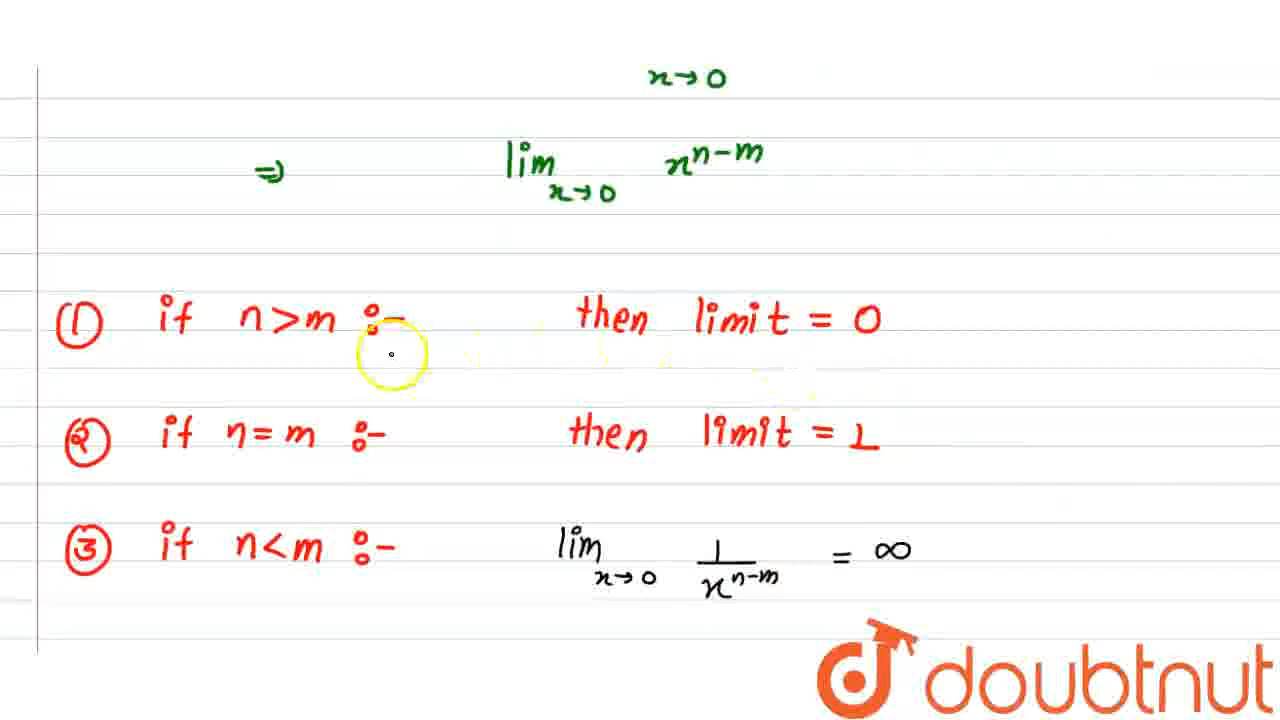 x→0
⇒ lim x→0 x^{n-m}
① if n>m :- then limit = 0
② if n=m :- then limit = 1
③ if n<m :- lim x→0 1/x^{n-m} = ∞
doubtnut